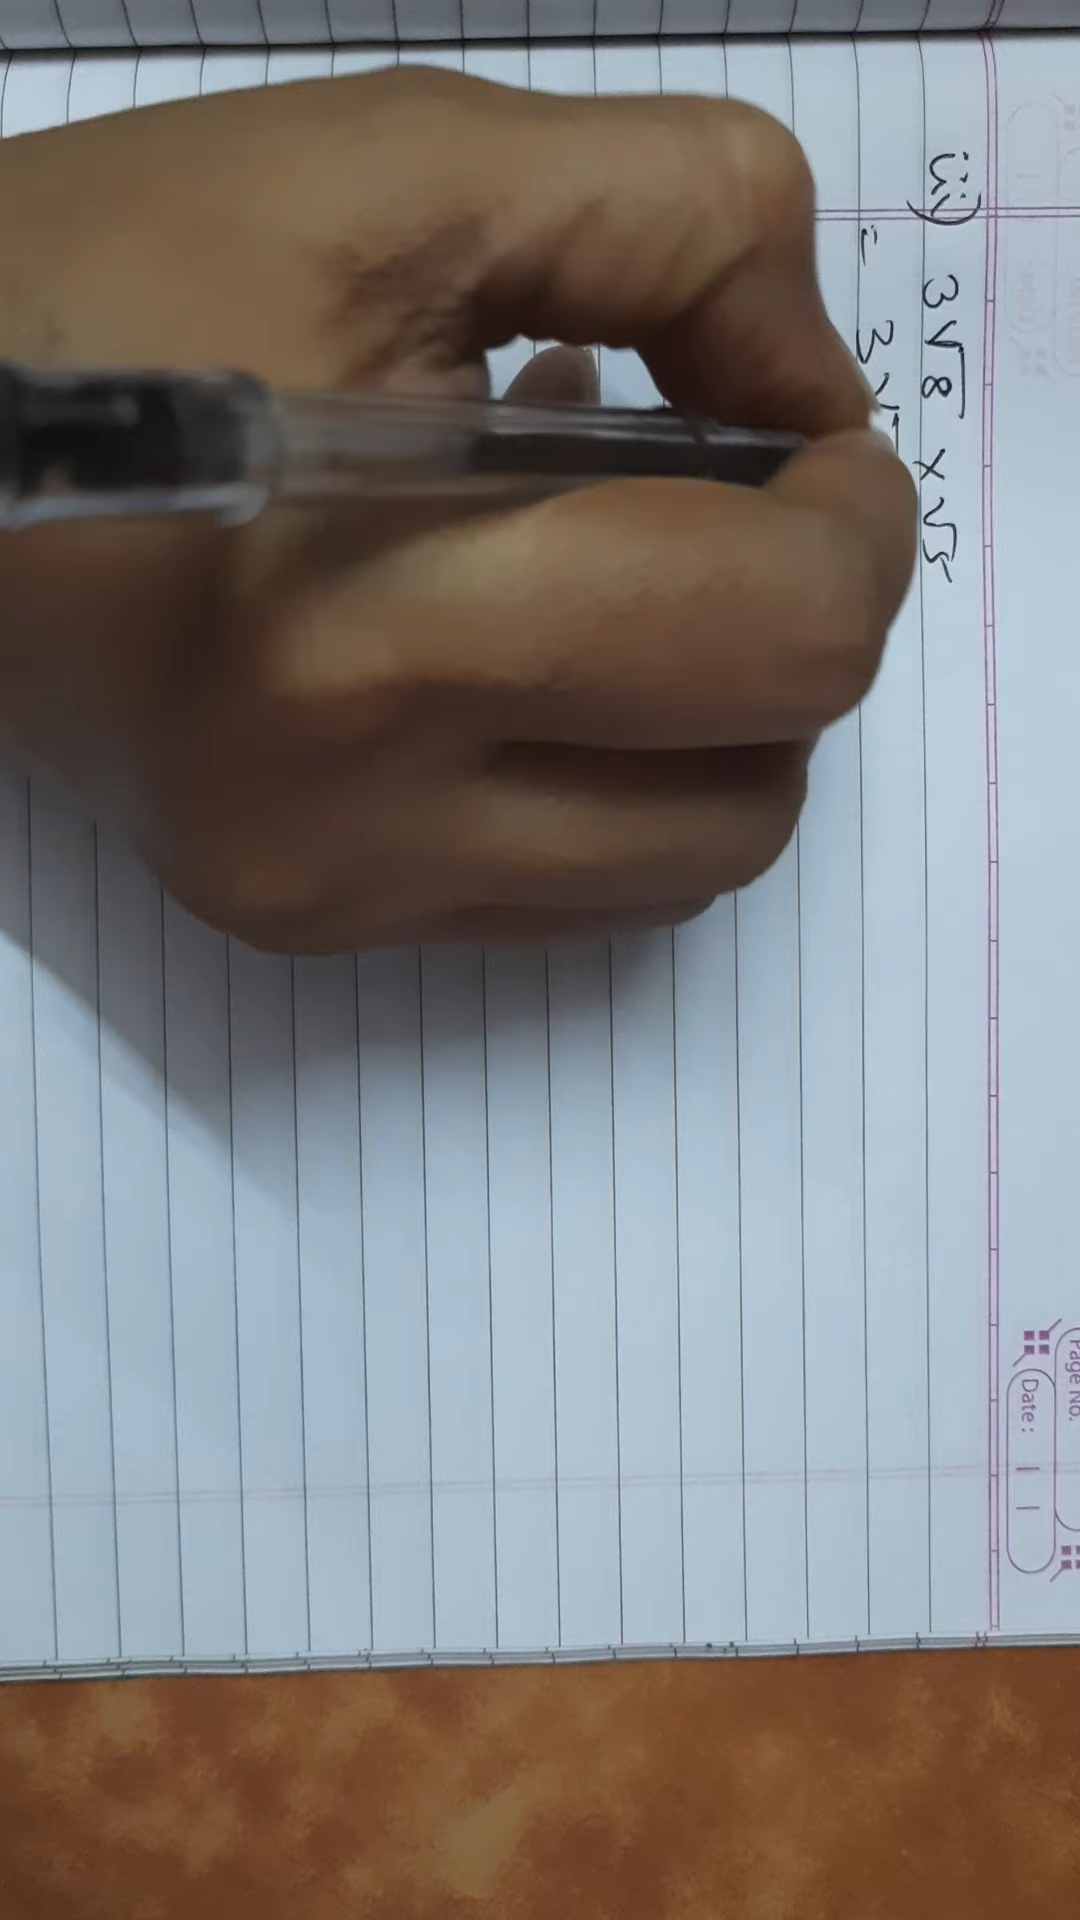 Page No.
Date :
iii) 3√8 × √5
= 3√